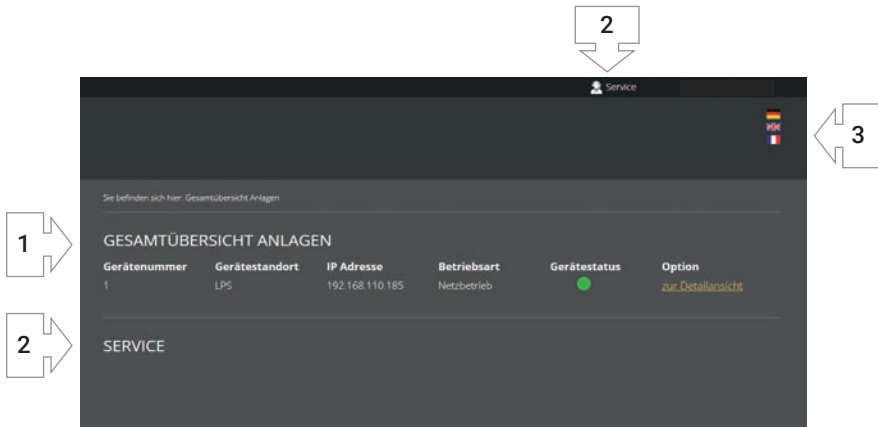 2
Service
3
Sie befinden sich hier: Gesamtübersicht Anlagen
1
GESAMTÜBERSICHT ANLAGEN
Gerätenummer Gerätestandort IP Adresse Betriebsart Gerätestatus Option
1 LPS 192.168.110.185 Netzbetrieb zur Detailansicht
2
SERVICE